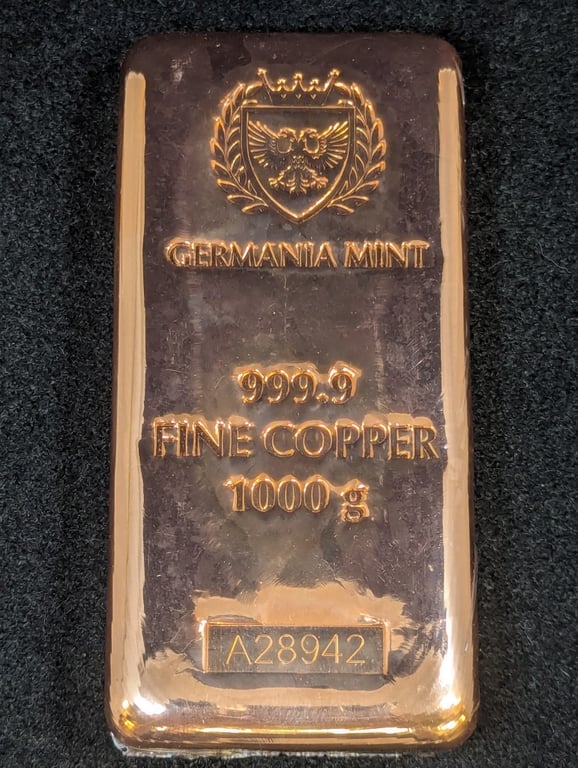 GERMANIA MINT
999.9
FINE COPPER
1000 g
A28942